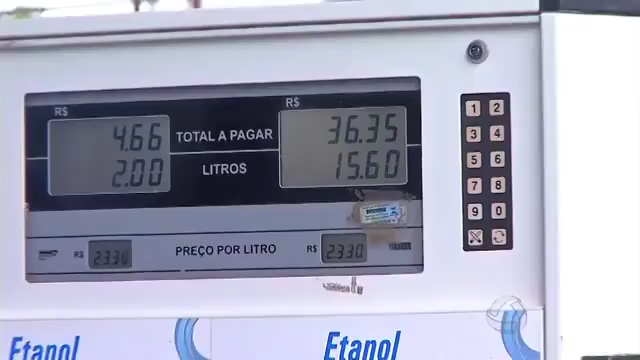 R$ R$
4.66 TOTAL A PAGAR 36.35
2.00 LITROS 15.60
R$ 2.330 PREÇO POR LITRO R$ 2.330
1 2
3 4
5 6
7 8
9 0
Etanol Etanol